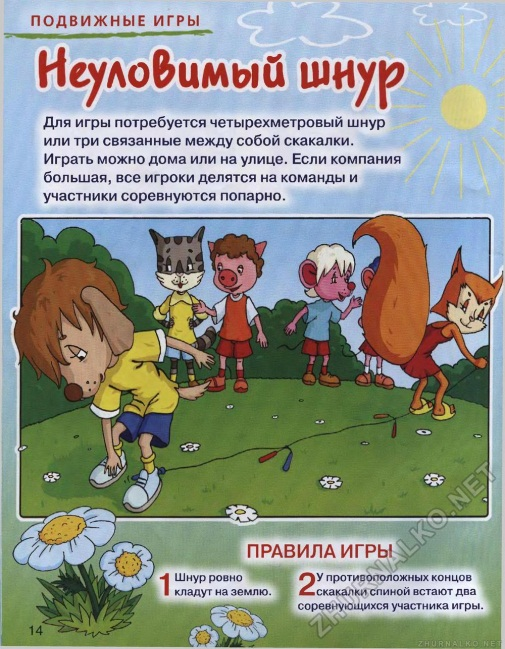 ПОДВИЖНЫЕ ИГРЫ
Неуловимый шнур
Для игры потребуется четырехметровый шнур
или три связанные между собой скакалки.
Играть можно дома или на улице. Если компания
большая, все игроки делятся на команды и
участники соревнуются попарно.
ПРАВИЛА ИГРЫ
1 Шнур ровно
кладут на землю.
2 У противоположных концов
скакалки спиной встают два
соревнующихся участника игры.
14
ZHURNALKO.NET
ZHURNALKO.NET